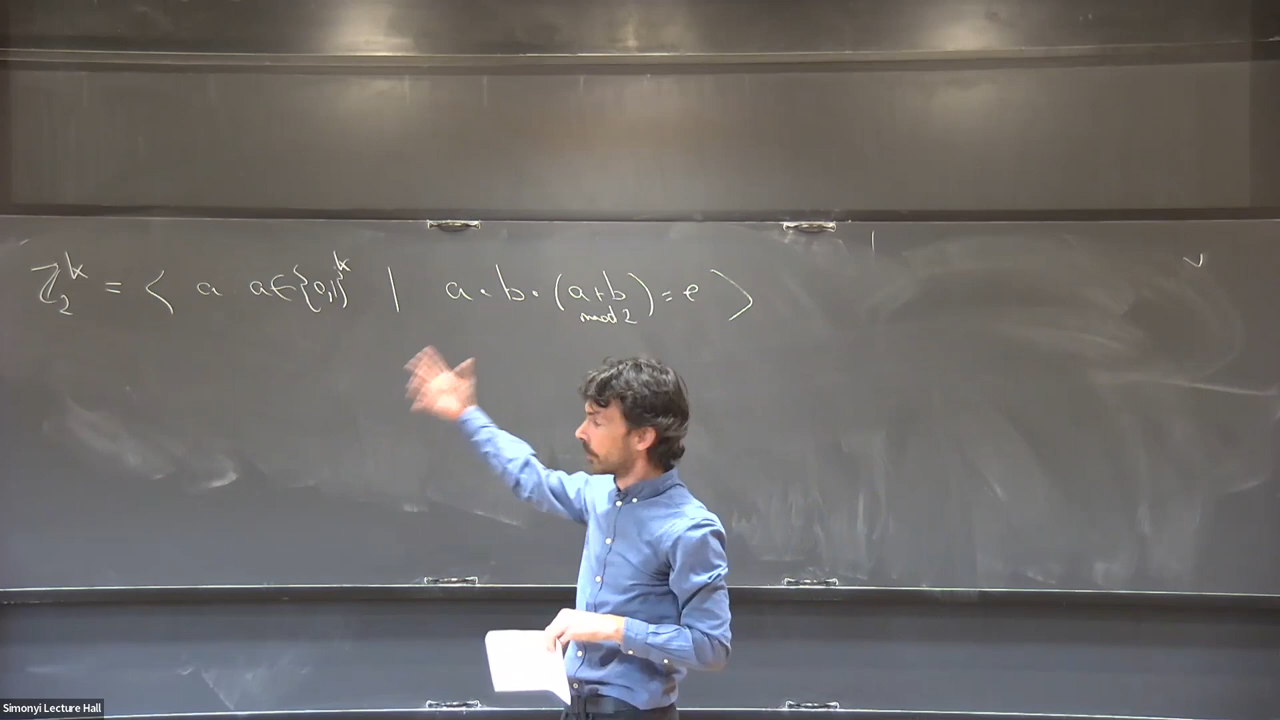 ℤ₂ᵏ = ⟨ a a∈{0,1}ᵏ | a · b · (a+b) = e ⟩
mod 2
Simonyi Lecture Hall